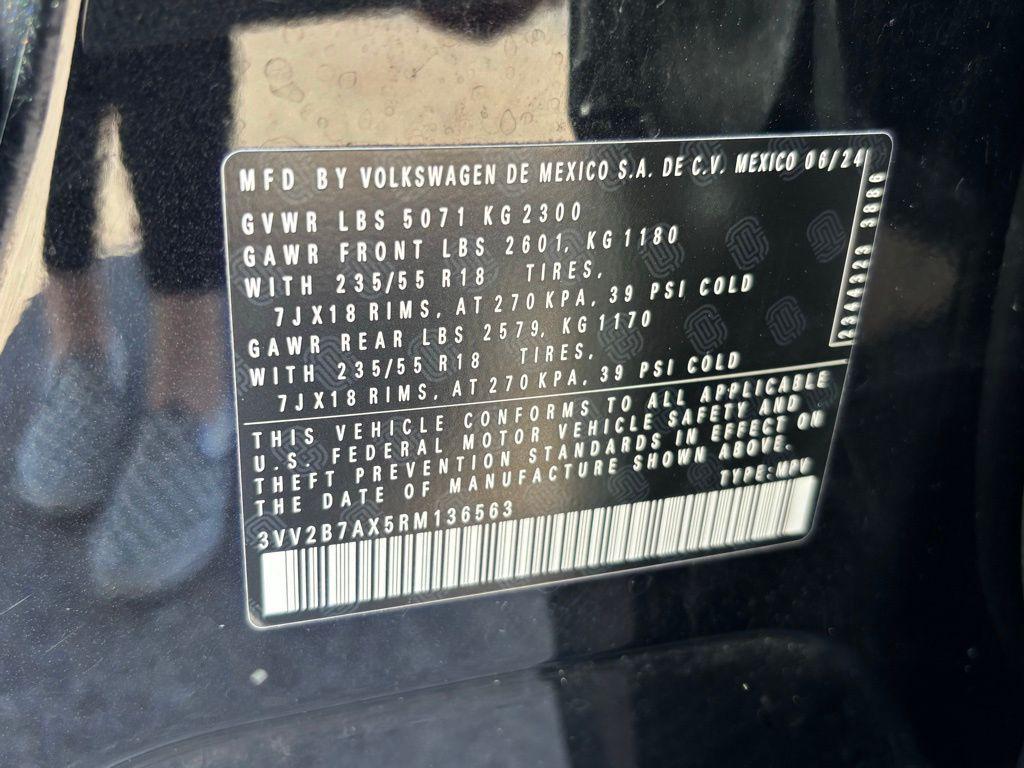 MFD BY VOLKSWAGEN DE MEXICO S.A. DE C.V. MEXICO 06/24
GVWR LBS 5071 KG 2300
GAWR FRONT LBS 2601, KG 1180
WITH 235/55 R18 TIRES,
7JX18 RIMS, AT 270 KPA, 39 PSI COLD
GAWR REAR LBS 2579, KG 1170
WITH 235/55 R18 TIRES,
7JX18 RIMS, AT 270 KPA, 39 PSI COLD
THIS VEHICLE CONFORMS TO ALL APPLICABLE
U.S. FEDERAL MOTOR VEHICLE SAFETY AND
THEFT PREVENTION STANDARDS IN EFFECT ON
THE DATE OF MANUFACTURE SHOWN ABOVE.
TYPE:MPV
3VV2B7AX5RM136563